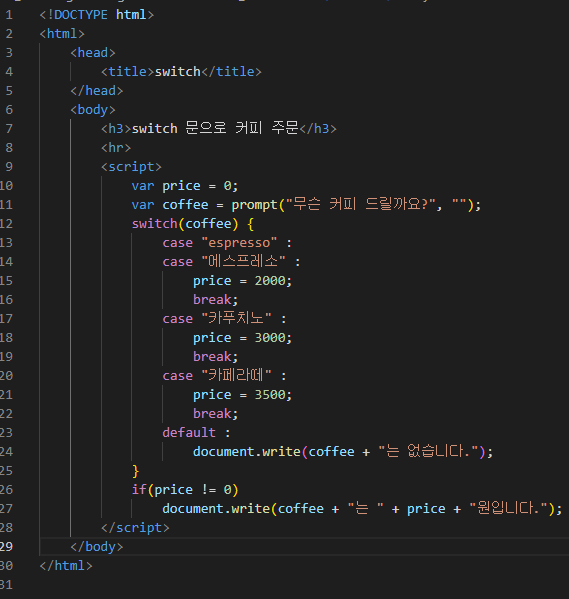 1 <!DOCTYPE html>
2 <html>
3 <head>
4 <title>switch</title>
5 </head>
6 <body>
7 <h3>switch 문으로 커피 주문</h3>
8 <hr>
9 <script>
10 var price = 0;
11 var coffee = prompt("무슨 커피 드릴까요?", "");
12 switch(coffee) {
13 case "espresso" :
14 case "에스프레소" :
15 price = 2000;
16 break;
17 case "카푸치노" :
18 price = 3000;
19 break;
20 case "카페라떼" :
21 price = 3500;
22 break;
23 default :
24 document.write(coffee + "는 없습니다.");
25 }
26 if(price != 0)
27 document.write(coffee + "는 " + price + "원입니다.");
28 </script>
29 </body>
30 </html>
31